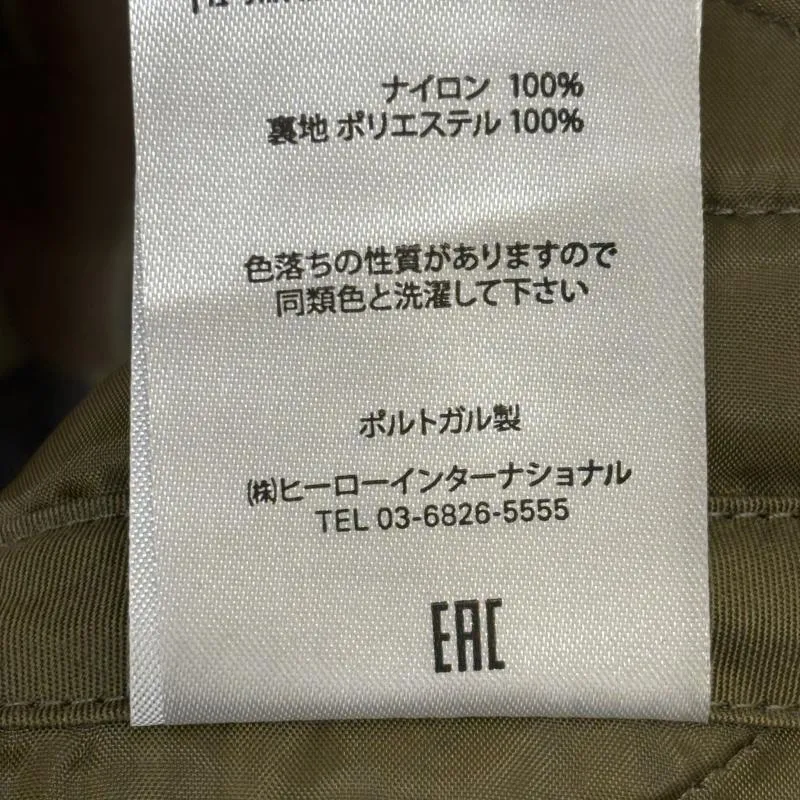 ナイロン 100%
裏地 ポリエステル 100%
色落ちの性質がありますので
同類色と洗濯して下さい
ポルトガル製
(株)ヒーローインターナショナル
TEL 03-6826-5555
EAC